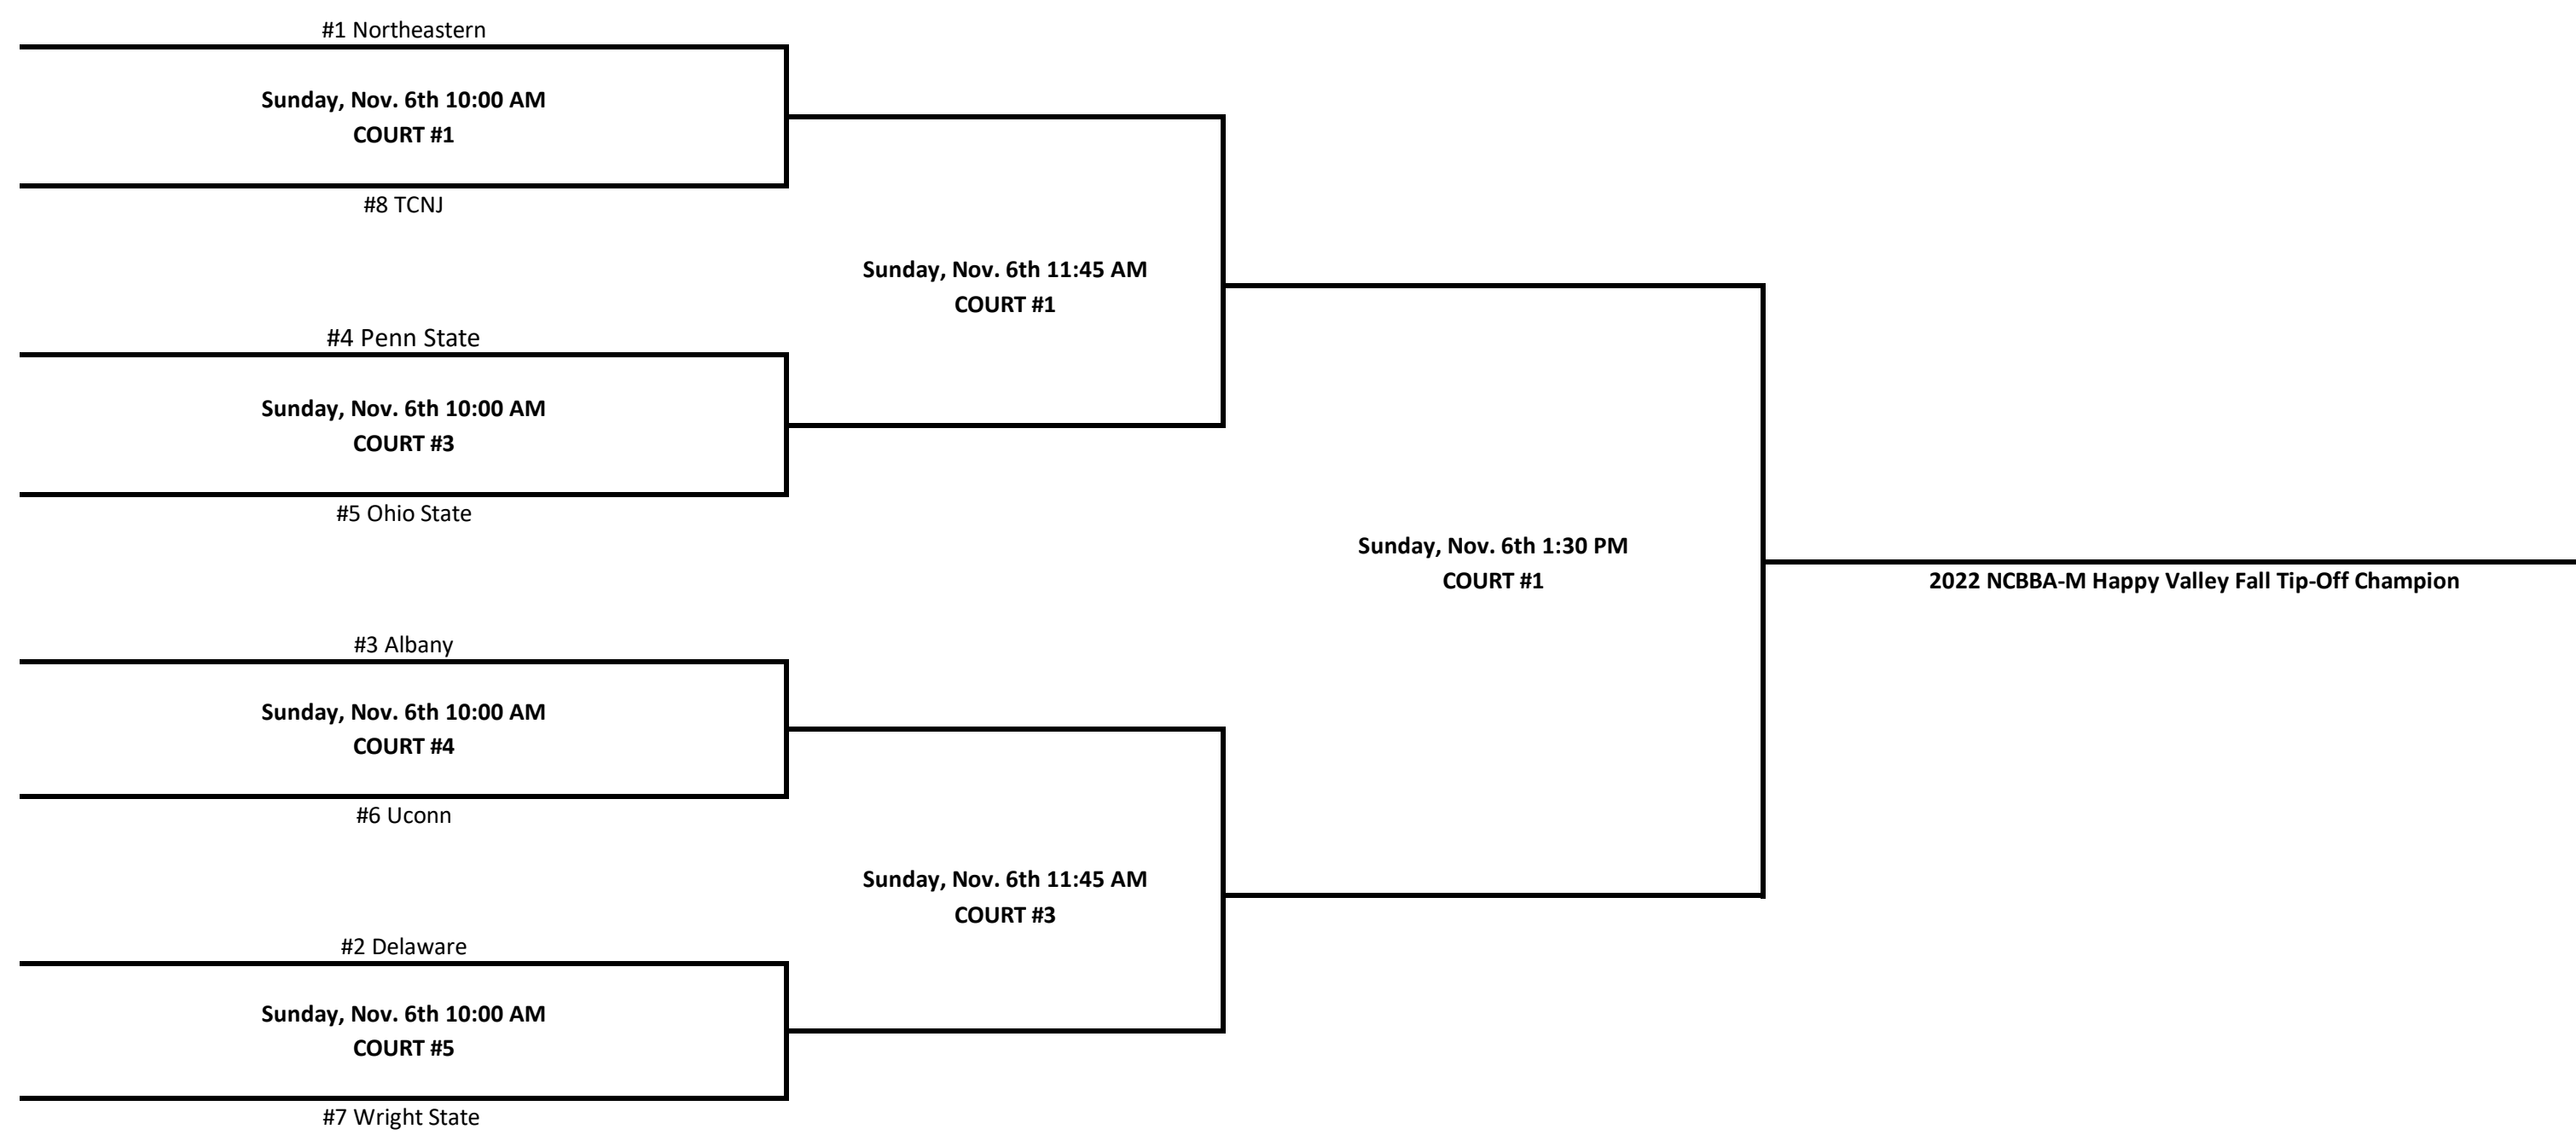 #1 Northeastern
Sunday, Nov. 6th 10:00 AM
COURT #1
#8 TCNJ
Sunday, Nov. 6th 11:45 AM
COURT #1
#4 Penn State
Sunday, Nov. 6th 10:00 AM
COURT #3
#5 Ohio State
Sunday, Nov. 6th 1:30 PM
COURT #1
2022 NCBBA-M Happy Valley Fall Tip-Off Champion
#3 Albany
Sunday, Nov. 6th 10:00 AM
COURT #4
#6 Uconn
Sunday, Nov. 6th 11:45 AM
COURT #3
#2 Delaware
Sunday, Nov. 6th 10:00 AM
COURT #5
#7 Wright State